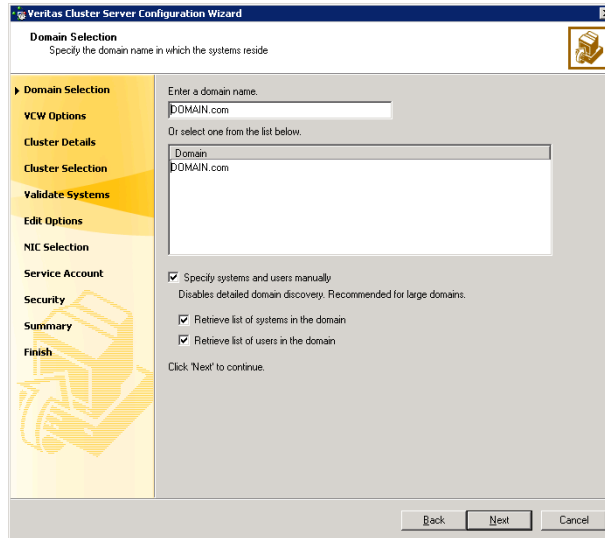 Veritas Cluster Server Configuration Wizard
Domain Selection
Specify the domain name in which the systems reside
Domain Selection
VCW Options
Cluster Details
Cluster Selection
Validate Systems
Edit Options
NIC Selection
Service Account
Security
Summary
Finish
Enter a domain name.
DOMAIN.com
Or select one from the list below.
Domain
DOMAIN.com
Specify systems and users manually
Disables detailed domain discovery. Recommended for large domains.
Retrieve list of systems in the domain
Retrieve list of users in the domain
Click 'Next' to continue.
Back
Next
Cancel